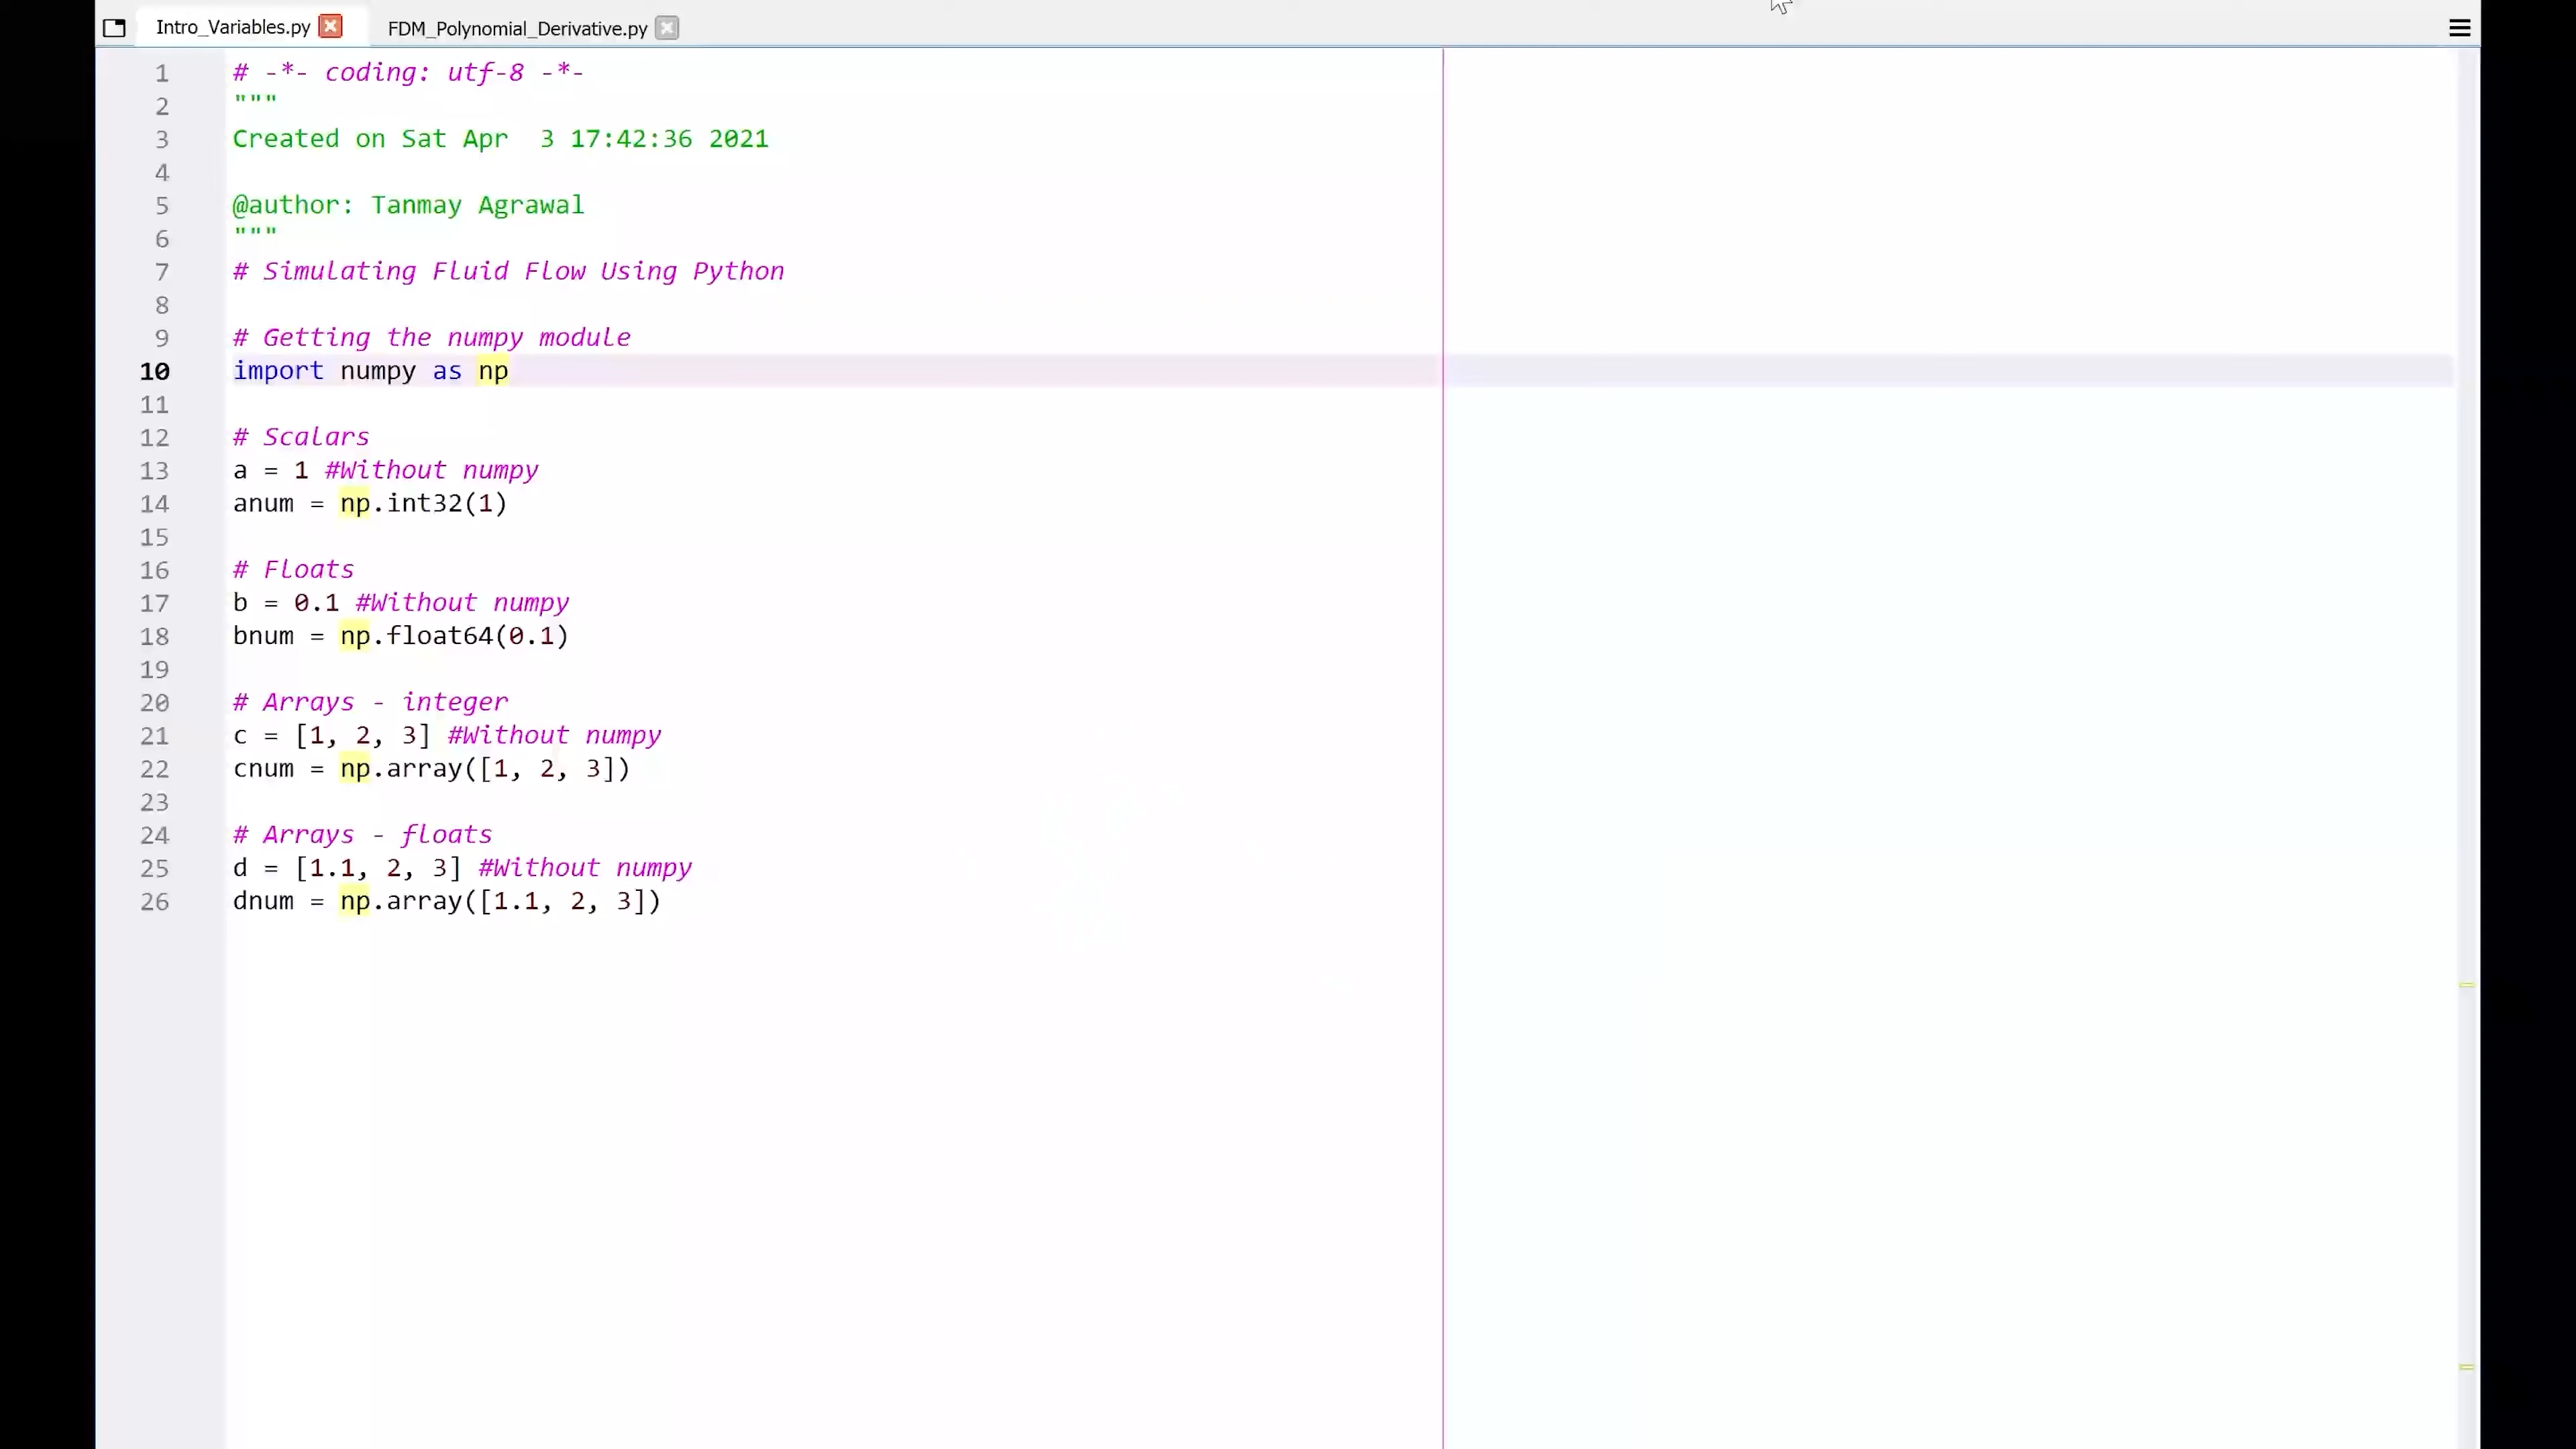 Intro_Variables.py FDM_Polynomial_Derivative.py
1 # -*- coding: utf-8 -*-
2 """
3 Created on Sat Apr  3 17:42:36 2021
4
5 @author: Tanmay Agrawal
6 """
7 # Simulating Fluid Flow Using Python
8
9 # Getting the numpy module
10 import numpy as np
11
12 # Scalars
13 a = 1 #Without numpy
14 anum = np.int32(1)
15
16 # Floats
17 b = 0.1 #Without numpy
18 bnum = np.float64(0.1)
19
20 # Arrays - integer
21 c = [1, 2, 3] #Without numpy
22 cnum = np.array([1, 2, 3])
23
24 # Arrays - floats
25 d = [1.1, 2, 3] #Without numpy
26 dnum = np.array([1.1, 2, 3])